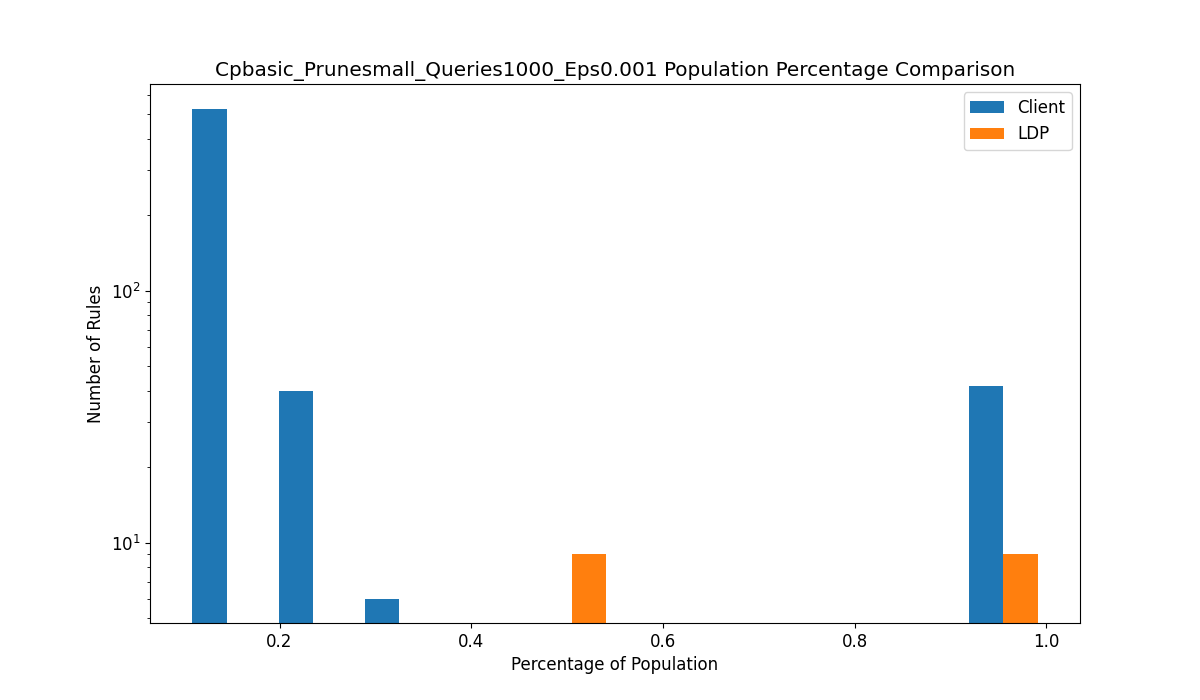 Cpbasic_Prunesmall_Queries1000_Eps0.001 Population Percentage Comparison
Client
LDP
Number of Rules
10²
10¹
0.2 0.4 0.6 0.8 1.0
Percentage of Population